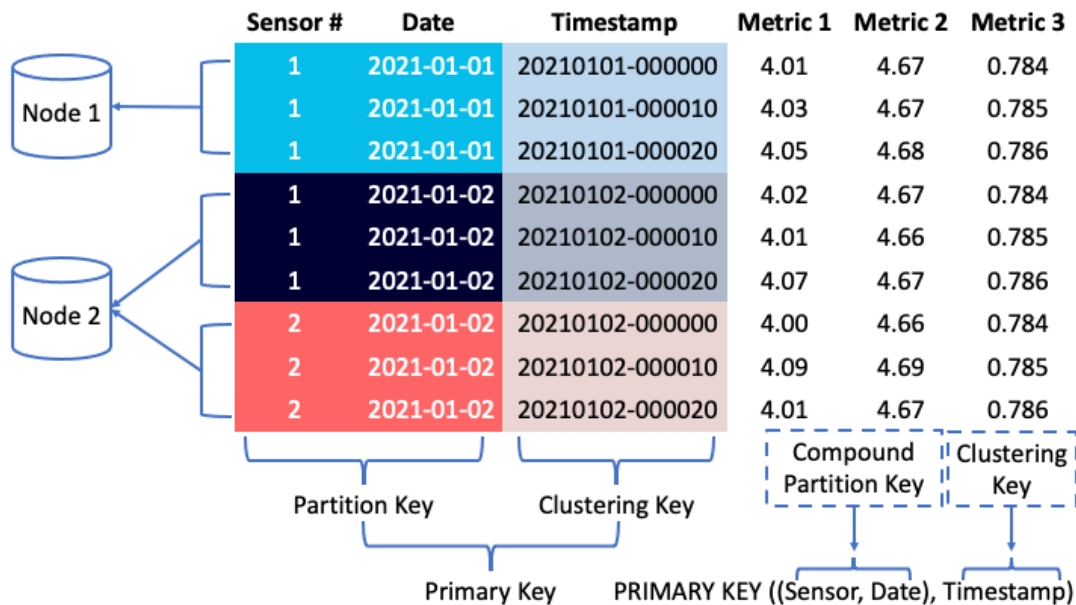 Sensor # Date Timestamp Metric 1 Metric 2 Metric 3
1 2021-01-01 20210101-000000 4.01 4.67 0.784
Node 1
1 2021-01-01 20210101-000010 4.03 4.67 0.785
1 2021-01-01 20210101-000020 4.05 4.68 0.786
1 2021-01-02 20210102-000000 4.02 4.67 0.784
1 2021-01-02 20210102-000010 4.01 4.66 0.785
1 2021-01-02 20210102-000020 4.07 4.67 0.786
Node 2
2 2021-01-02 20210102-000000 4.00 4.66 0.784
2 2021-01-02 20210102-000010 4.09 4.69 0.785
2 2021-01-02 20210102-000020 4.01 4.67 0.786
Partition Key
Clustering Key
Primary Key
Compound
Partition Key
Clustering
Key
PRIMARY KEY ((Sensor, Date), Timestamp)